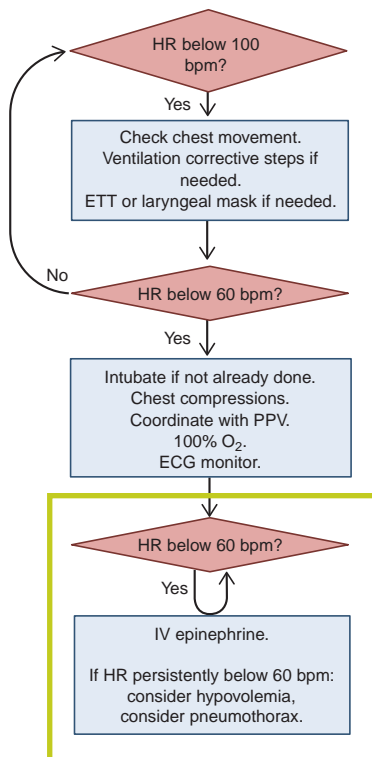 HR below 100
bpm?
Yes
Check chest movement.
Ventilation corrective steps if
needed.
ETT or laryngeal mask if needed.
No
HR below 60 bpm?
Yes
Intubate if not already done.
Chest compressions.
Coordinate with PPV.
100% O₂.
ECG monitor.
HR below 60 bpm?
Yes
IV epinephrine.
If HR persistently below 60 bpm:
consider hypovolemia,
consider pneumothorax.